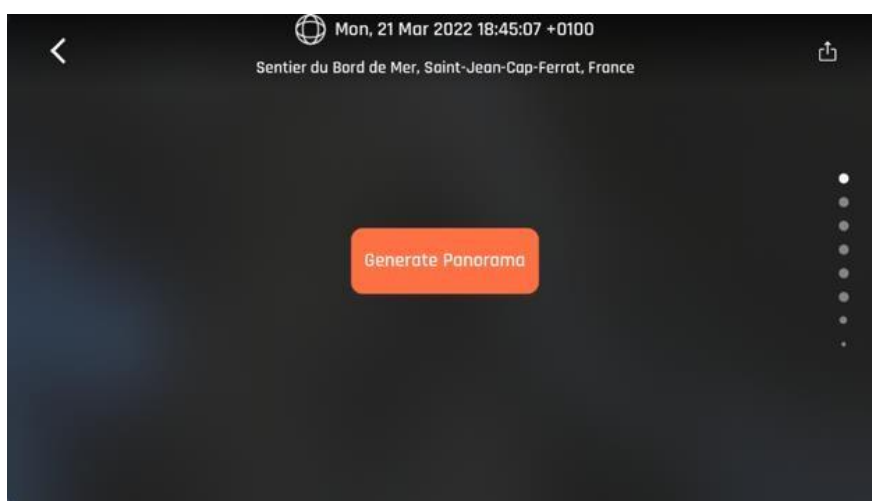 Mon, 21 Mar 2022 18:45:07 +0100
Sentier du Bord de Mer, Saint-Jean-Cap-Ferrat, France
Generate Panorama